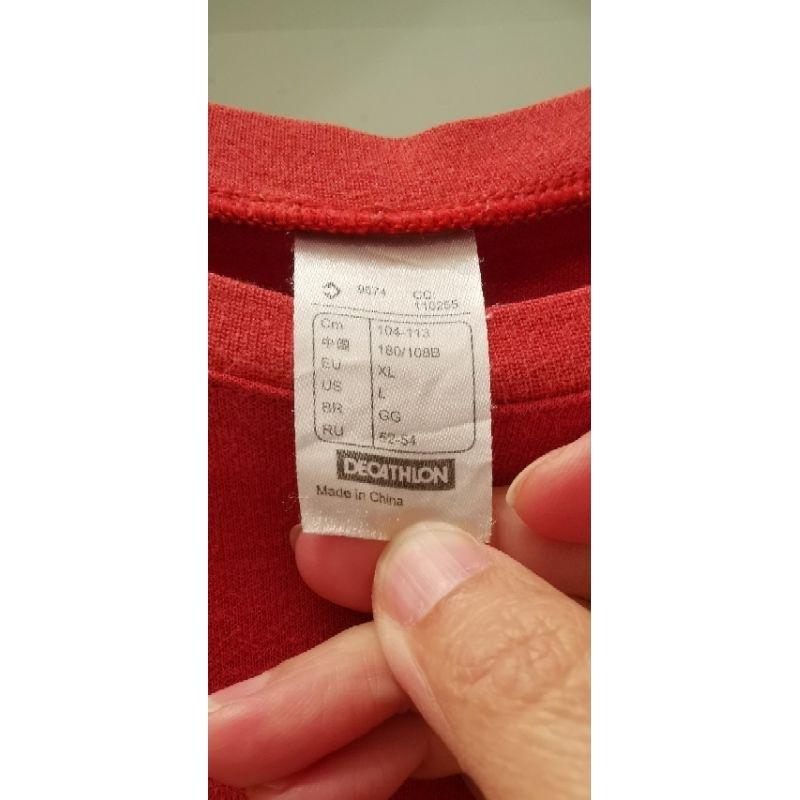 9674 CC:
110255
Cm 104-113
中國 180/108B
EU XL
US L
BR GG
RU 52-54
DECATHLON
Made in China